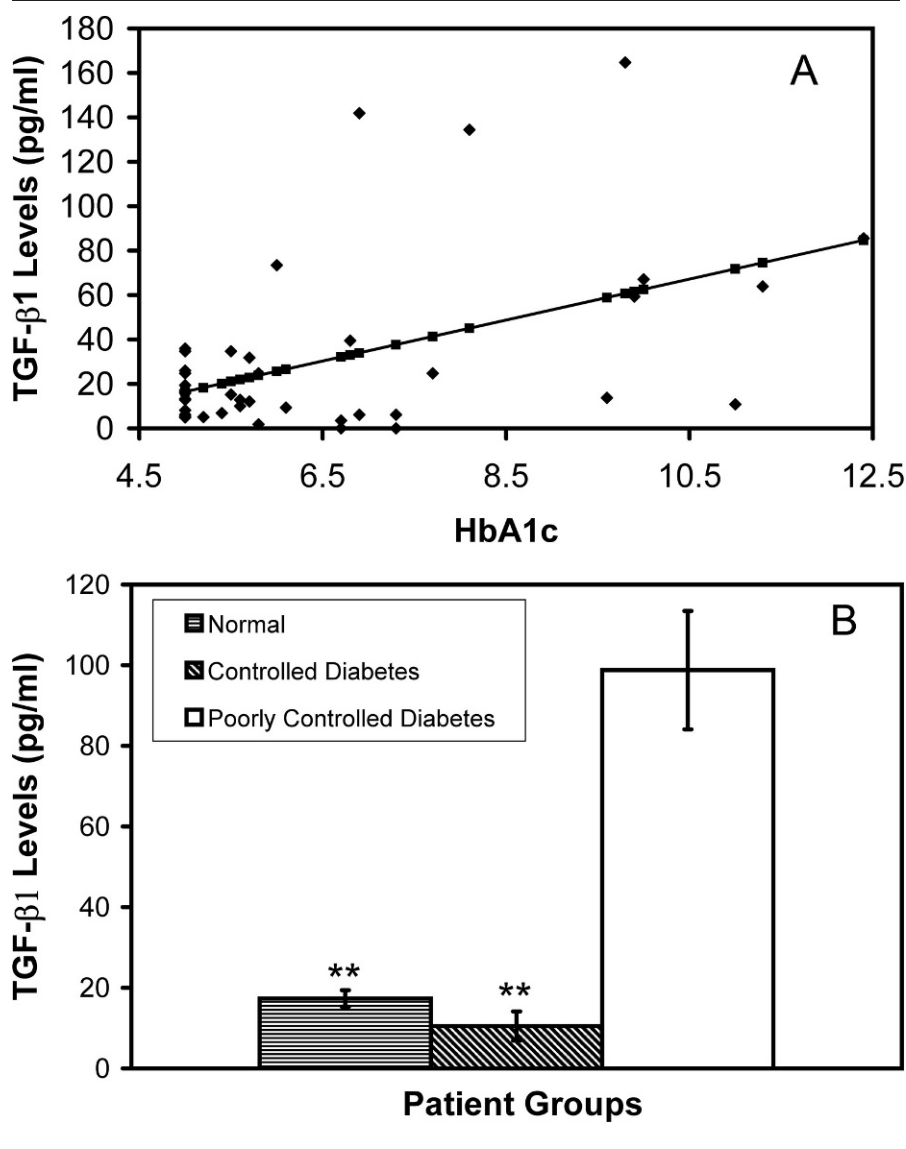 180
160
140
120
100
80
60
40
20
0
TGF-β1 Levels (pg/ml)
A
4.5 6.5 8.5 10.5 12.5
HbA1c
120
100
80
60
40
20
0
TGF-β1 Levels (pg/ml)
B
Normal
Controlled Diabetes
Poorly Controlled Diabetes
**
**
Patient Groups